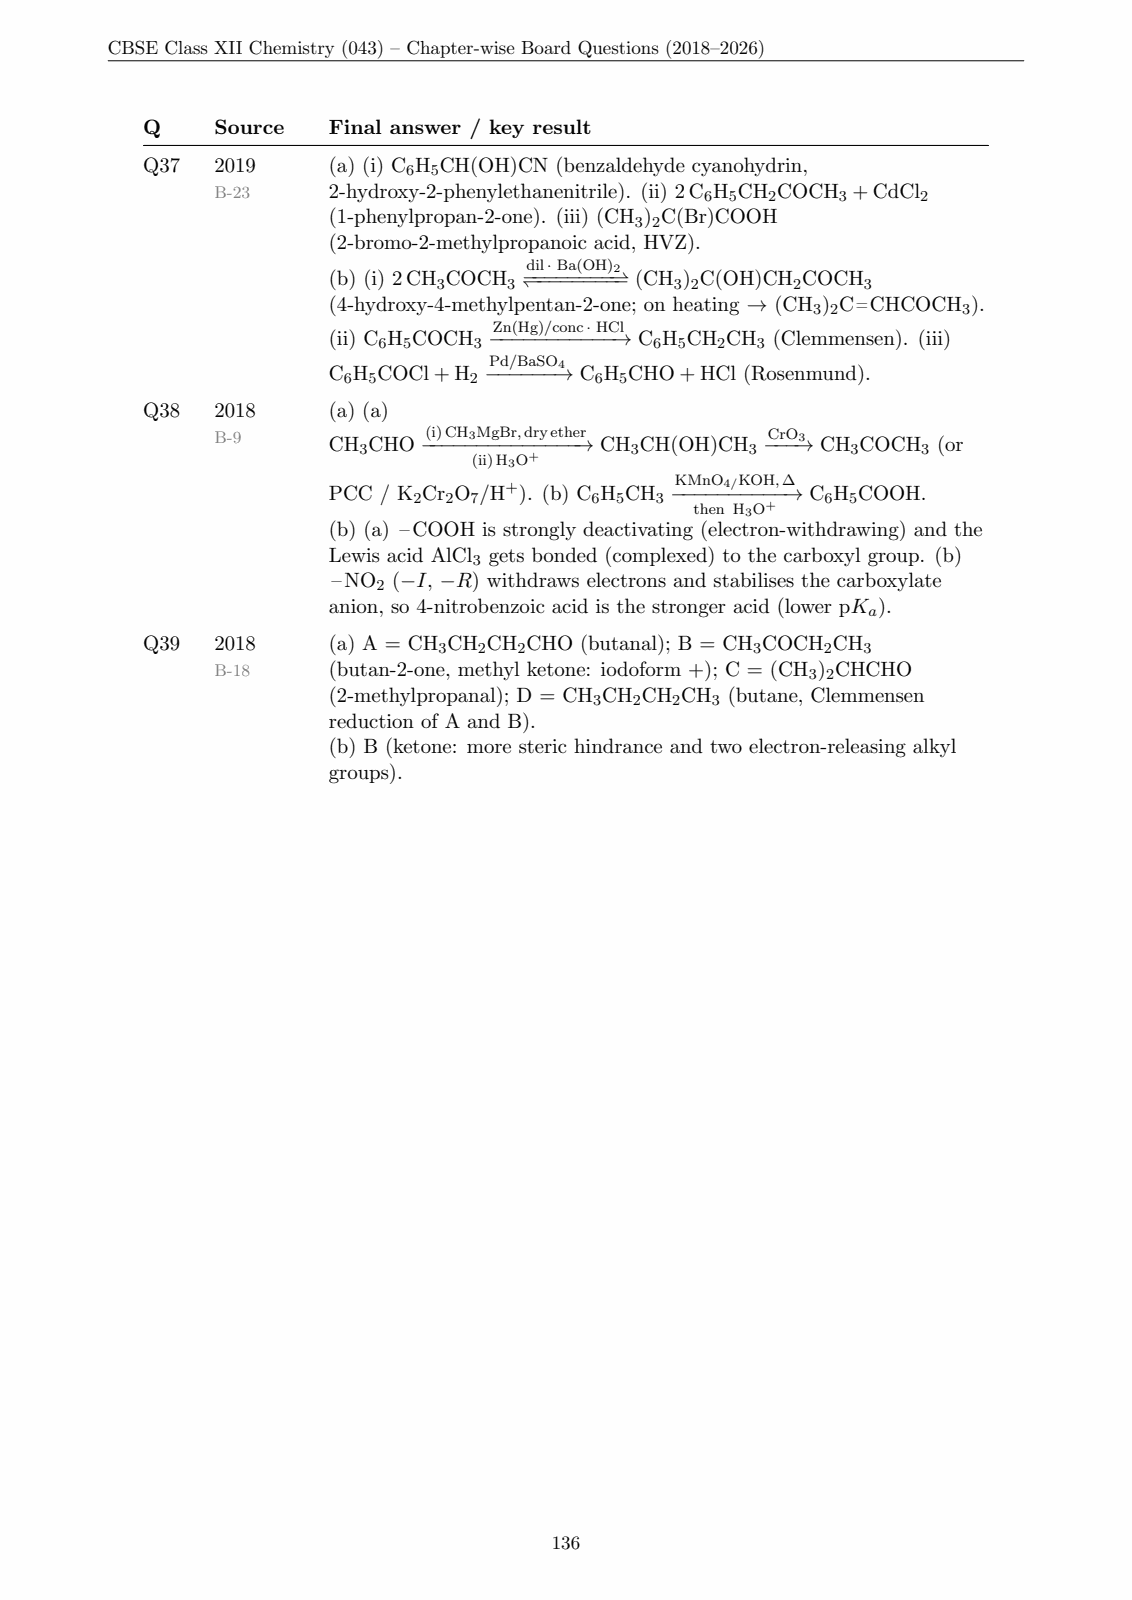 CBSE Class XII Chemistry (043) – Chapter-wise Board Questions (2018–2026)
Q Source Final answer / key result
Q37 2019 (a) (i) C₆H₅CH(OH)CN (benzaldehyde cyanohydrin,
B-23 2-hydroxy-2-phenylethanenitrile). (ii) 2 C₆H₅CH₂COCH₃ + CdCl₂
(1-phenylpropan-2-one). (iii) (CH₃)₂C(Br)COOH
(2-bromo-2-methylpropanoic acid, HVZ).
dil · Ba(OH)₂
(b) (i) 2 CH₃COCH₃ ⇌ (CH₃)₂C(OH)CH₂COCH₃
(4-hydroxy-4-methylpentan-2-one; on heating → (CH₃)₂C=CHCOCH₃).
Zn(Hg)/conc · HCl
(ii) C₆H₅COCH₃ → C₆H₅CH₂CH₃ (Clemmensen). (iii)
Pd/BaSO₄
C₆H₅COCl + H₂ → C₆H₅CHO + HCl (Rosenmund).
Q38 2018 (a) (a)
B-9
(i) CH₃MgBr, dry ether CrO₃
CH₃CHO → CH₃CH(OH)CH₃ → CH₃COCH₃ (or
(ii) H₃O⁺
KMnO₄/KOH, Δ
PCC / K₂Cr₂O₇/H⁺). (b) C₆H₅CH₃ → C₆H₅COOH.
then H₃O⁺
(b) (a) –COOH is strongly deactivating (electron-withdrawing) and the
Lewis acid AlCl₃ gets bonded (complexed) to the carboxyl group. (b)
–NO₂ (−I, −R) withdraws electrons and stabilises the carboxylate
anion, so 4-nitrobenzoic acid is the stronger acid (lower pKₐ).
Q39 2018 (a) A = CH₃CH₂CH₂CHO (butanal); B = CH₃COCH₂CH₃
B-18 (butan-2-one, methyl ketone: iodoform +); C = (CH₃)₂CHCHO
(2-methylpropanal); D = CH₃CH₂CH₂CH₃ (butane, Clemmensen
reduction of A and B).
(b) B (ketone: more steric hindrance and two electron-releasing alkyl
groups).
136